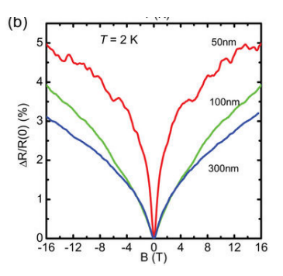 (b)
T = 2 K
50nm
100nm
300nm
ΔR/R(0) (%)
5
4
3
2
1
0
-16 -12 -8 -4 0 4 8 12 16
B (T)